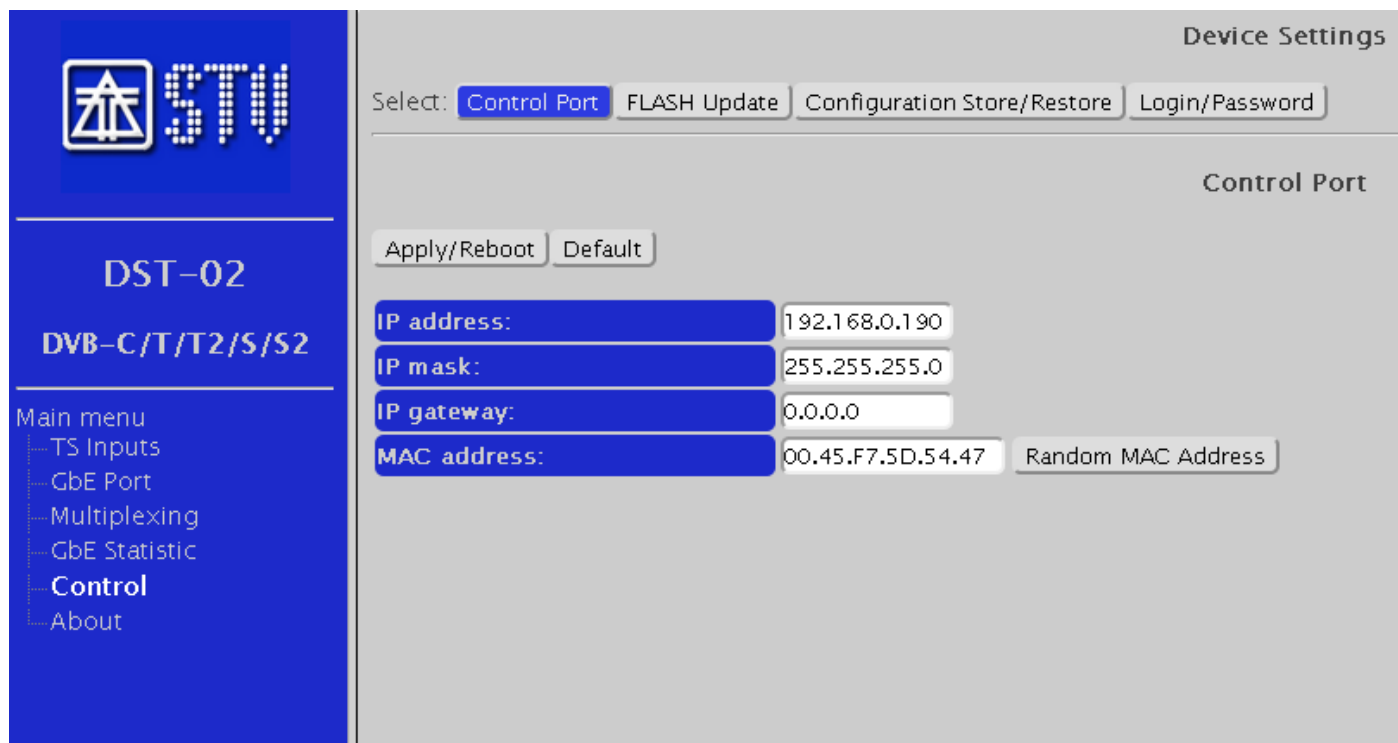 STV
DST-02
DVB-C/T/T2/S/S2
Main menu
TS Inputs
GbE Port
Multiplexing
GbE Statistic
Control
About
Device Settings
Select: Control Port FLASH Update Configuration Store/Restore Login/Password
Control Port
Apply/Reboot Default
IP address: 192.168.0.190
IP mask: 255.255.255.0
IP gateway: 0.0.0.0
MAC address: 00.45.F7.5D.54.47 Random MAC Address